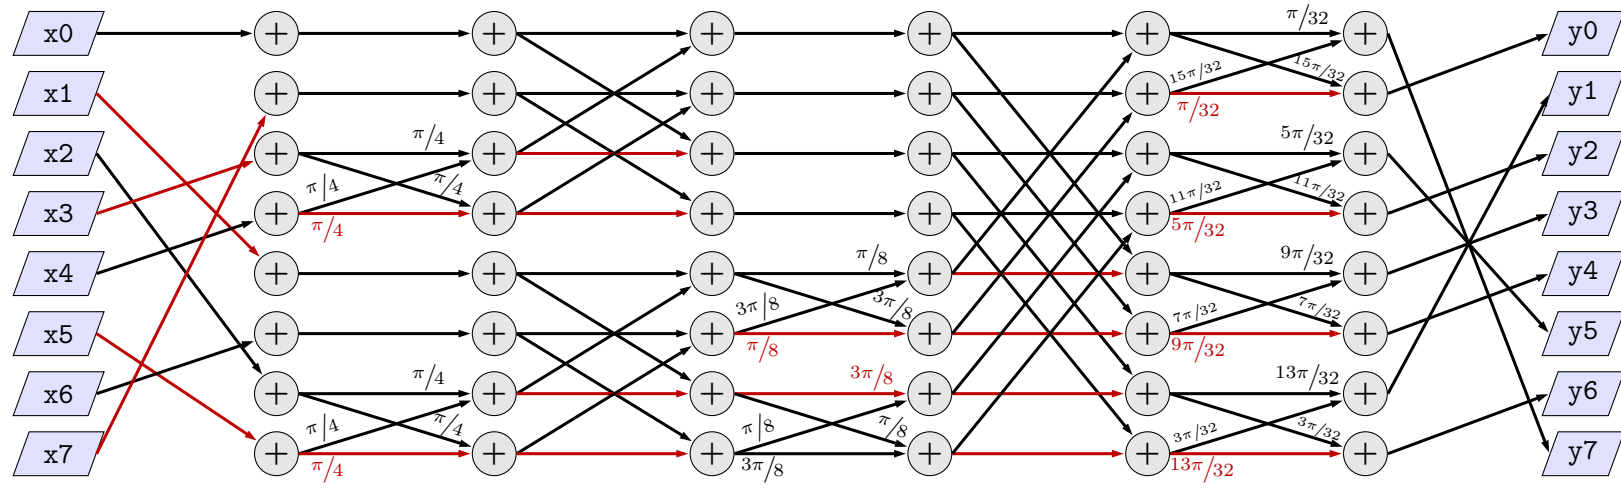 x0 + + + + + π/32 + y0
x1 + + + + + 15π/32 15π/32 π/32 + y1
x2 + π/4 + + + + 5π/32 + y2
x3 + π/4 π/4 π/4 + + + + 11π/32 11π/32 5π/32 + y3
x4 + + + π/8 + + 9π/32 + y4
x5 + + + 3π/8 3π/8 π/8 + + 7π/32 7π/32 9π/32 + y5
x6 + π/4 + + 3π/8 + + 13π/32 + y6
x7 + π/4 π/4 π/4 + + π/8 π/8 3π/8 + + 3π/32 3π/32 13π/32 + y7